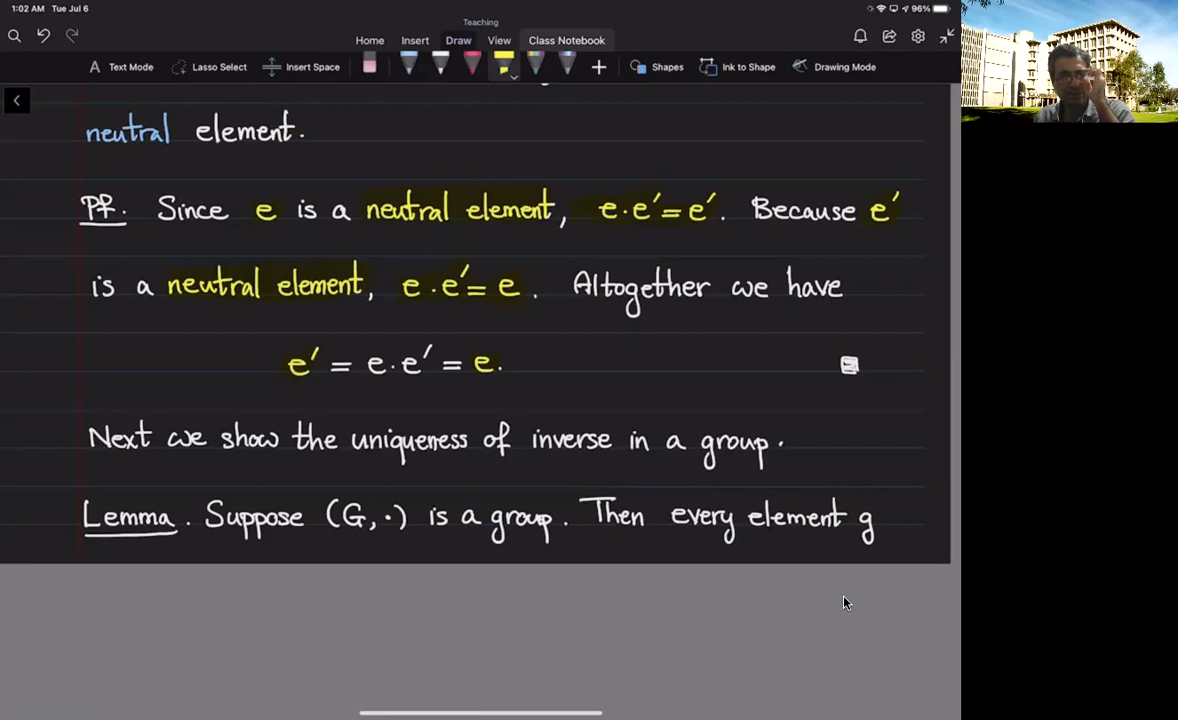 1:02 AM Tue Jul 6
96%
Teaching
Home Insert Draw View Class Notebook
Text Mode Lasso Select Insert Space Shapes Ink to Shape Drawing Mode
neutral element.
Pf. Since e is a neutral element, e·e′=e′. Because e′
is a neutral element, e·e′=e. Altogether we have
e′ = e·e′ = e.
Next we show the uniqueness of inverse in a group.
Lemma. Suppose (G,·) is a group. Then every element g